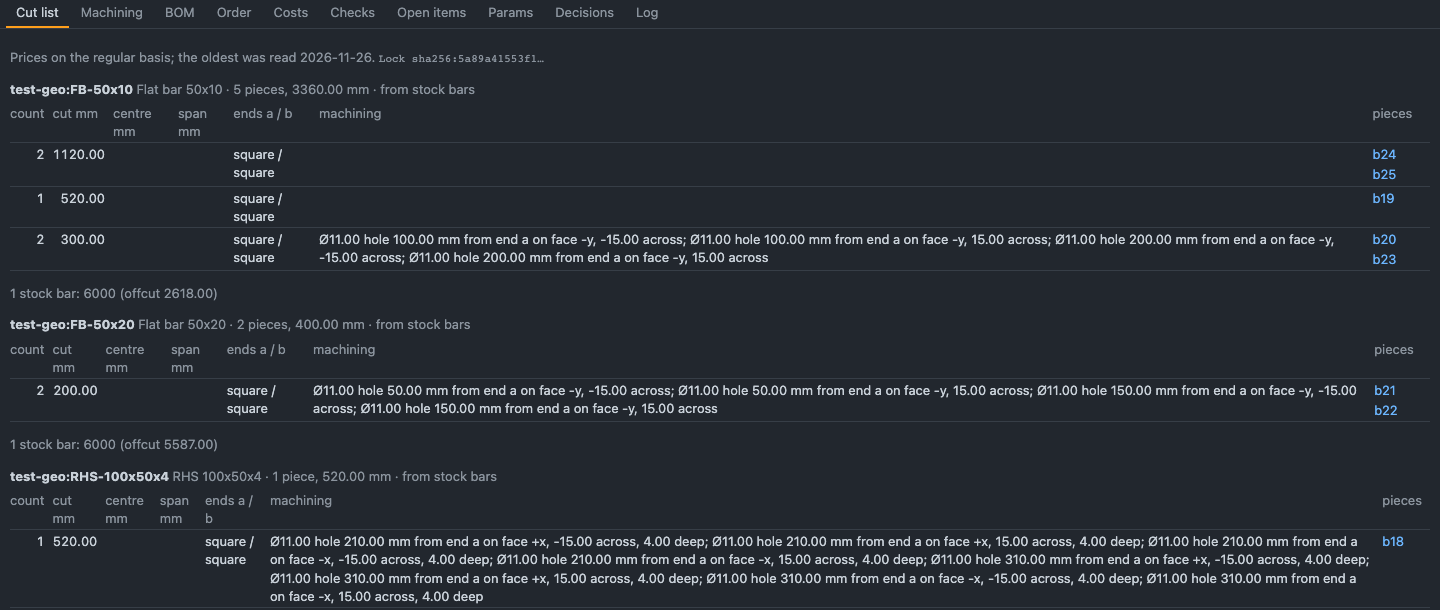 Cut list Machining BOM Order Costs Checks Open items Params Decisions Log
Prices on the regular basis; the oldest was read 2026-11-26. Lock sha256:5a89a41553f1…
test-geo:FB-50x10 Flat bar 50x10 · 5 pieces, 3360.00 mm · from stock bars
count cut mm centre mm span mm ends a / b machining pieces
2 1120.00 square / square b24 b25
1 520.00 square / square b19
2 300.00 square / square Ø11.00 hole 100.00 mm from end a on face -y, -15.00 across; Ø11.00 hole 100.00 mm from end a on face -y, 15.00 across; Ø11.00 hole 200.00 mm from end a on face -y, -15.00 across; Ø11.00 hole 200.00 mm from end a on face -y, 15.00 across b20 b23
1 stock bar: 6000 (offcut 2618.00)
test-geo:FB-50x20 Flat bar 50x20 · 2 pieces, 400.00 mm · from stock bars
count cut mm centre mm span mm ends a / b machining pieces
2 200.00 square / square Ø11.00 hole 50.00 mm from end a on face -y, -15.00 across; Ø11.00 hole 50.00 mm from end a on face -y, 15.00 across; Ø11.00 hole 150.00 mm from end a on face -y, -15.00 across; Ø11.00 hole 150.00 mm from end a on face -y, 15.00 across b21 b22
1 stock bar: 6000 (offcut 5587.00)
test-geo:RHS-100x50x4 RHS 100x50x4 · 1 piece, 520.00 mm · from stock bars
count cut mm centre mm span mm ends a / b machining pieces
1 520.00 square / square Ø11.00 hole 210.00 mm from end a on face +x, -15.00 across, 4.00 deep; Ø11.00 hole 210.00 mm from end a on face +x, 15.00 across, 4.00 deep; Ø11.00 hole 210.00 mm from end a on face -x, -15.00 across, 4.00 deep; Ø11.00 hole 210.00 mm from end a on face -x, 15.00 across, 4.00 deep; Ø11.00 hole 310.00 mm from end a on face +x, -15.00 across, 4.00 deep; Ø11.00 hole 310.00 mm from end a on face +x, 15.00 across, 4.00 deep; Ø11.00 hole 310.00 mm from end a on face -x, -15.00 across, 4.00 deep; Ø11.00 hole 310.00 mm from end a on face -x, 15.00 across, 4.00 deep b18